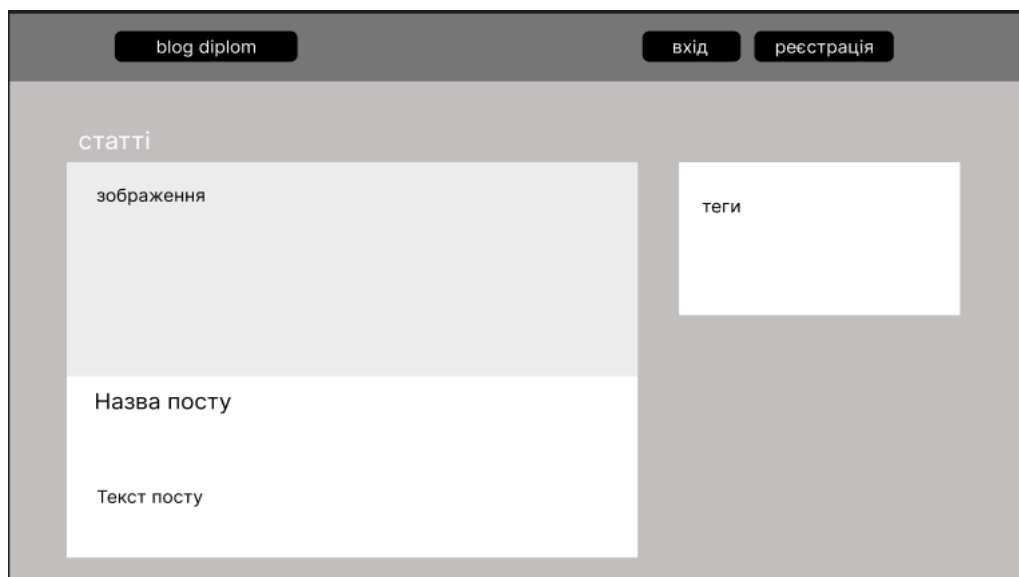 blog diplom
вхід
реєстрація
статті
зображення
теги
Назва посту
Текст посту